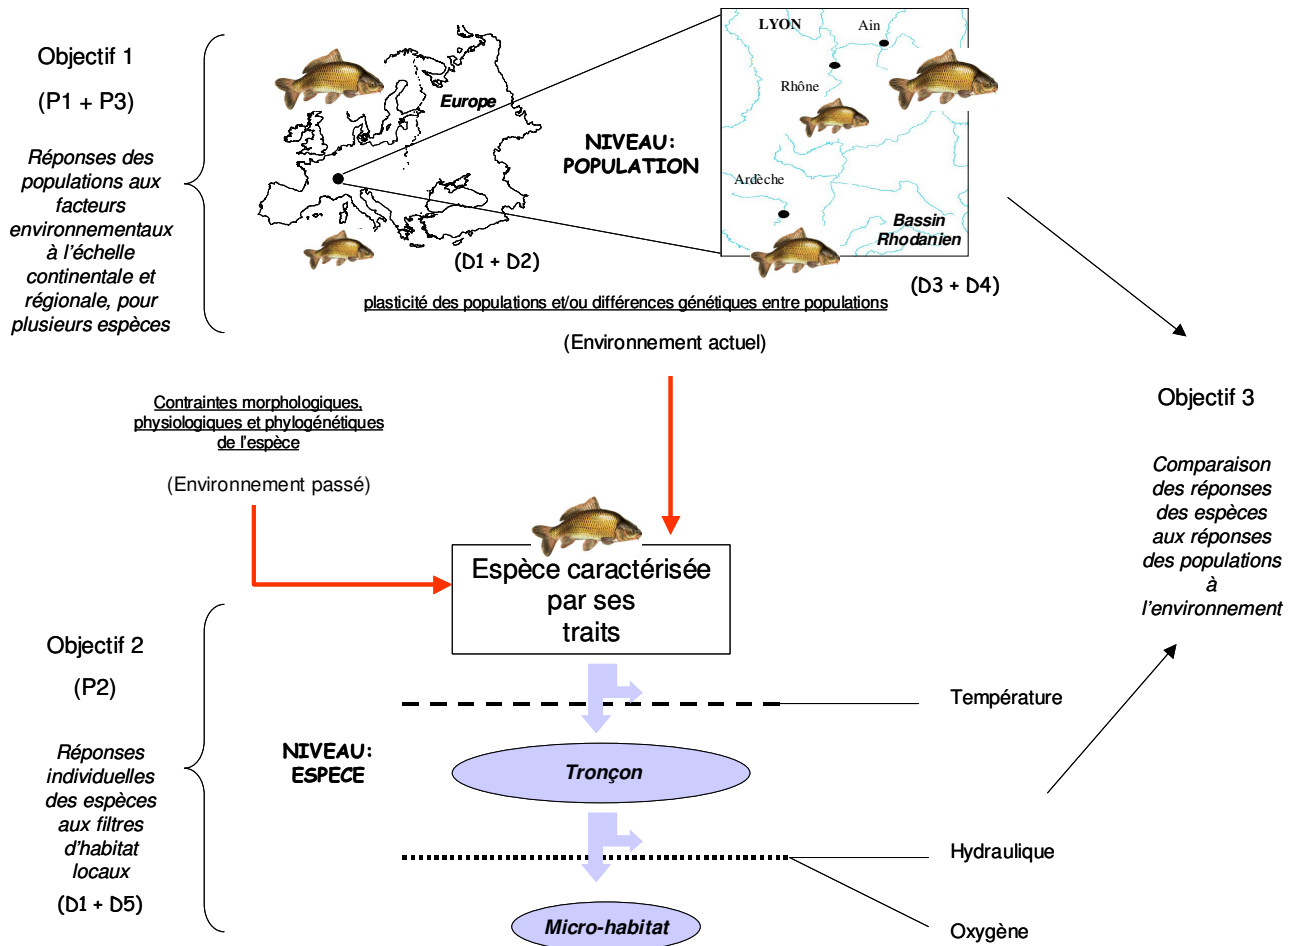 Objectif 1
(P1 + P3)
Réponses des
populations aux
facteurs
environnementaux
à l'échelle
continentale et
régionale, pour
plusieurs espèces
Europe
(D1 + D2)
NIVEAU:
POPULATION
LYON
Ain
Rhône
Ardèche
Bassin
Rhodanien
(D3 + D4)
plasticité des populations et/ou différences génétiques entre populations
(Environnement actuel)
Contraintes morphologiques,
physiologiques et phylogénétiques
de l'espèce
(Environnement passé)
Objectif 3
Comparaison
des réponses
des espèces
aux réponses
des populations
à
l'environnement
Espèce caractérisée
par ses
traits
Objectif 2
(P2)
Réponses
individuelles
des espèces
aux filtres
d'habitat
locaux
(D1 + D5)
NIVEAU:
ESPECE
Température
Tronçon
Hydraulique
Micro-habitat
Oxygène